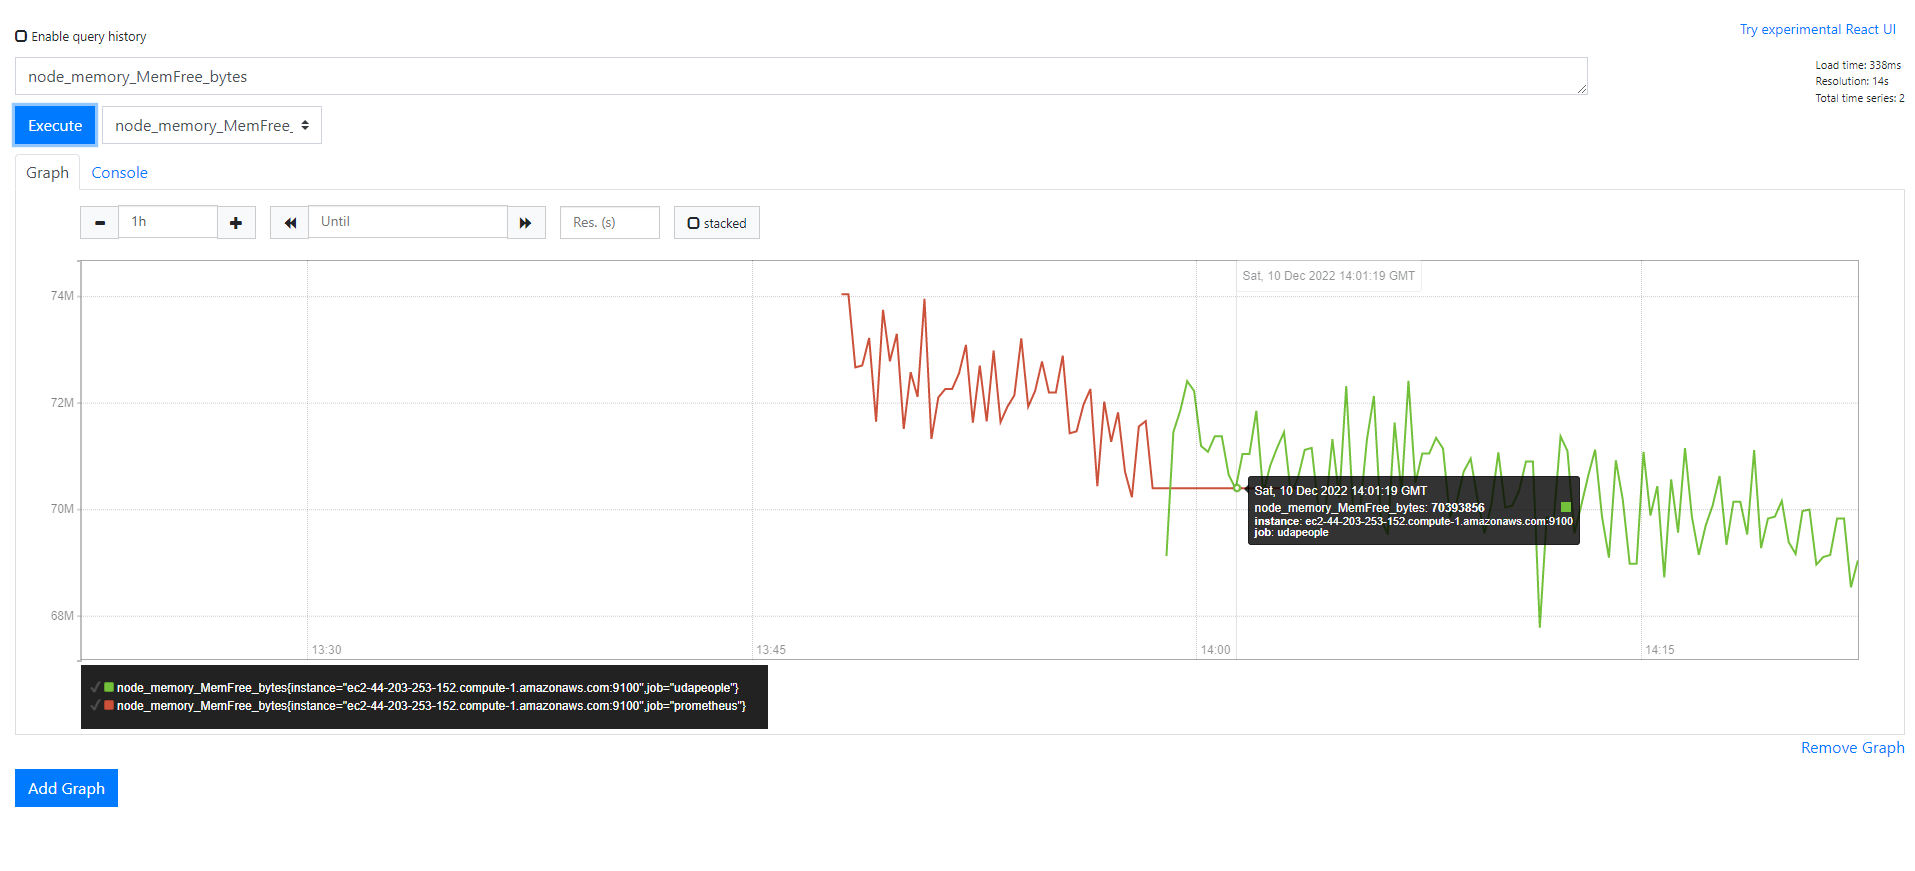 Enable query history
Try experimental React UI
node_memory_MemFree_bytes
Load time: 338ms
Resolution: 14s
Total time series: 2
Execute
node_memory_MemFree_
Graph
Console
1h
Until
Res. (s)
stacked
Sat, 10 Dec 2022 14:01:19 GMT
74M
72M
70M
68M
Sat, 10 Dec 2022 14:01:19 GMT
node_memory_MemFree_bytes: 70393856
instance: ec2-44-203-253-152.compute-1.amazonaws.com:9100
job: udapeople
13:30
13:45
14:00
14:15
node_memory_MemFree_bytes{instance="ec2-44-203-253-152.compute-1.amazonaws.com:9100",job="udapeople"}
node_memory_MemFree_bytes{instance="ec2-44-203-253-152.compute-1.amazonaws.com:9100",job="prometheus"}
Remove Graph
Add Graph